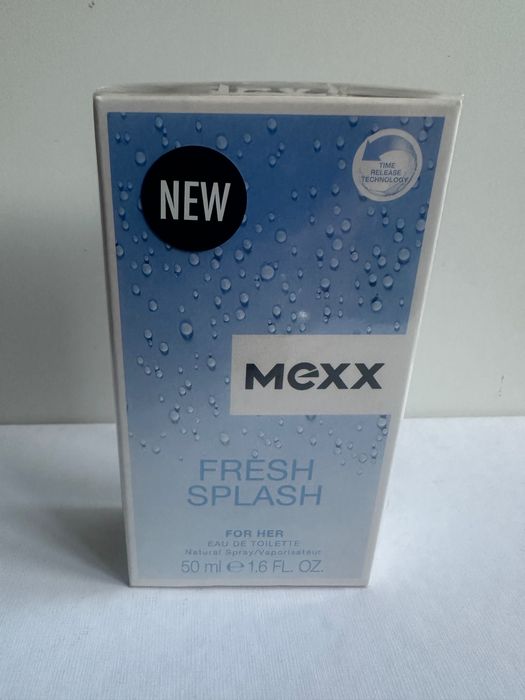 NEW
TIME
RELEASE
TECHNOLOGY
mexx
FRESH
SPLASH
FOR HER
EAU DE TOILETTE
Natural Spray/Vaporisateur
50 ml ℮ 1.6 FL. OZ.